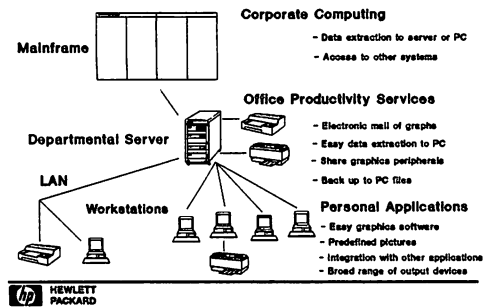 Corporate Computing
- Data extraction to server or PC
- Access to other systems
Mainframe
Office Productivity Services
- Electronic mail of graphs
- Easy data extraction to PC
- Share graphics peripherals
- Back up to PC files
Departmental Server
LAN
Workstations
Personal Applications
- Easy graphics software
- Predefined pictures
- Integration with other applications
- Broad range of output devices
hp HEWLETT
PACKARD